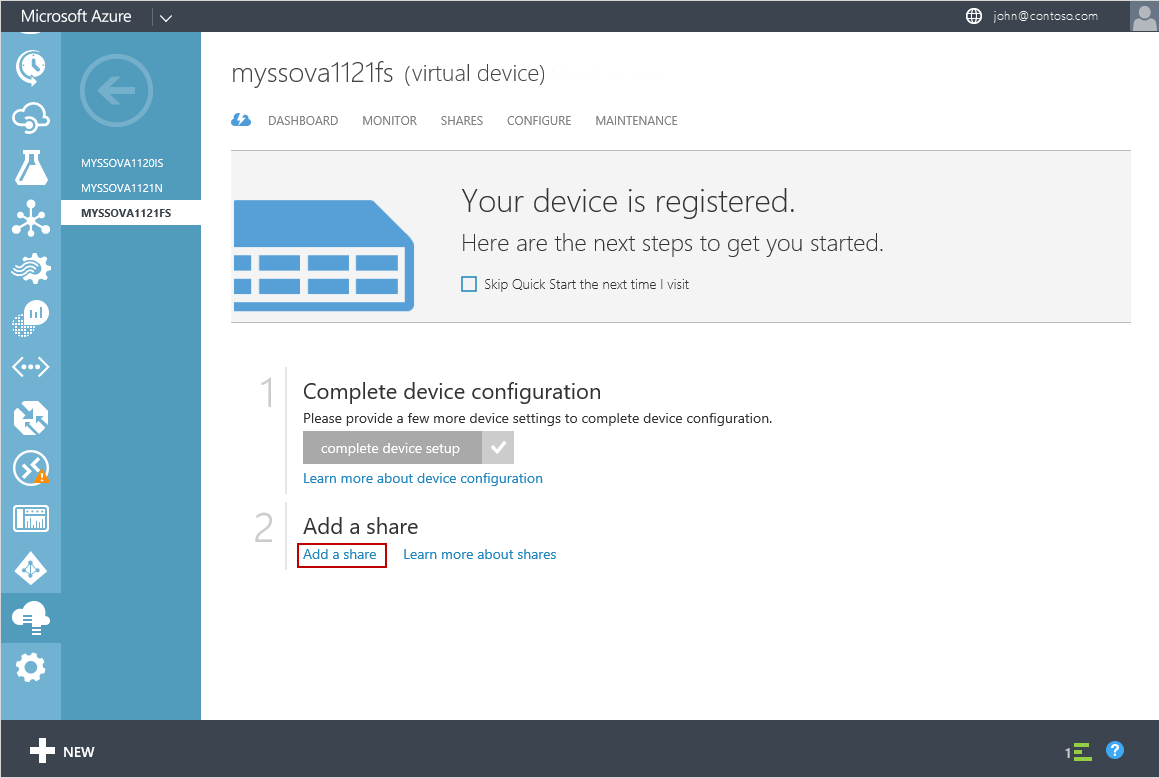 Microsoft Azure
john@contoso.com
MYSSOVA1120IS
MYSSOVA1121N
MYSSOVA1121FS
myssova1121fs (virtual device)
DASHBOARD MONITOR SHARES CONFIGURE MAINTENANCE
Your device is registered.
Here are the next steps to get you started.
Skip Quick Start the next time I visit
1 Complete device configuration
Please provide a few more device settings to complete device configuration.
complete device setup
Learn more about device configuration
2 Add a share
Add a share Learn more about shares
NEW
1 ?